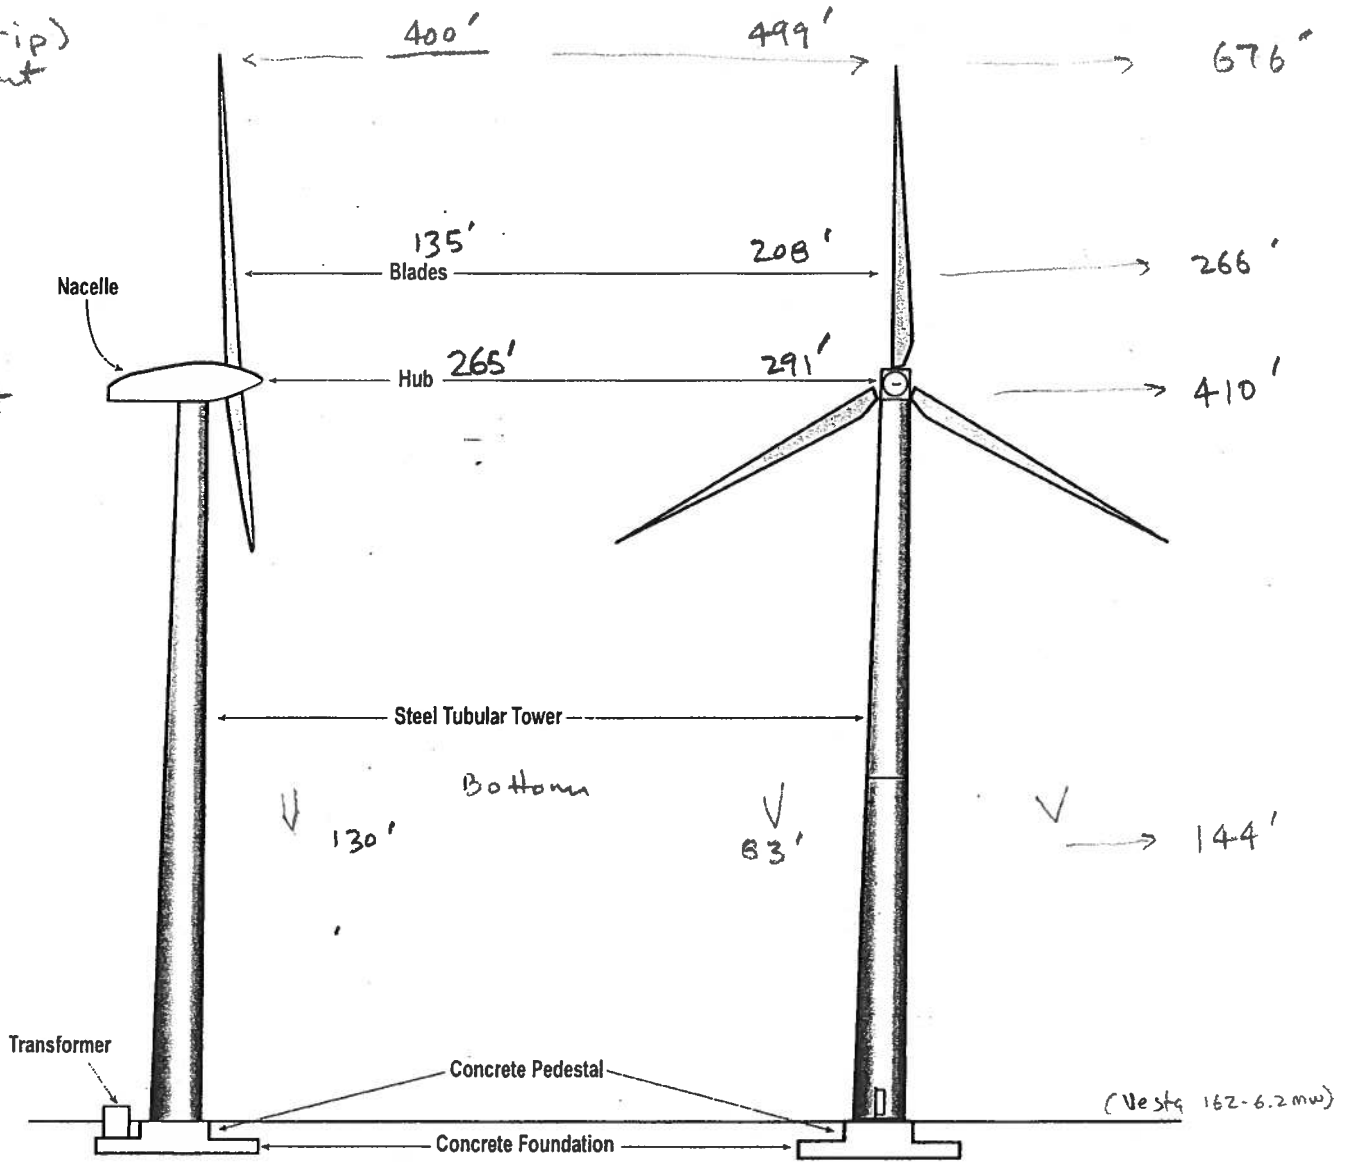 400'
499'
676"
135'
208'
266'
Blades
Nacelle
Hub
265'
291'
410'
Steel Tubular Tower
Bottom
130'
83'
144'
Transformer
Concrete Pedestal
(Vesta 162-6.2mw)
Concrete Foundation